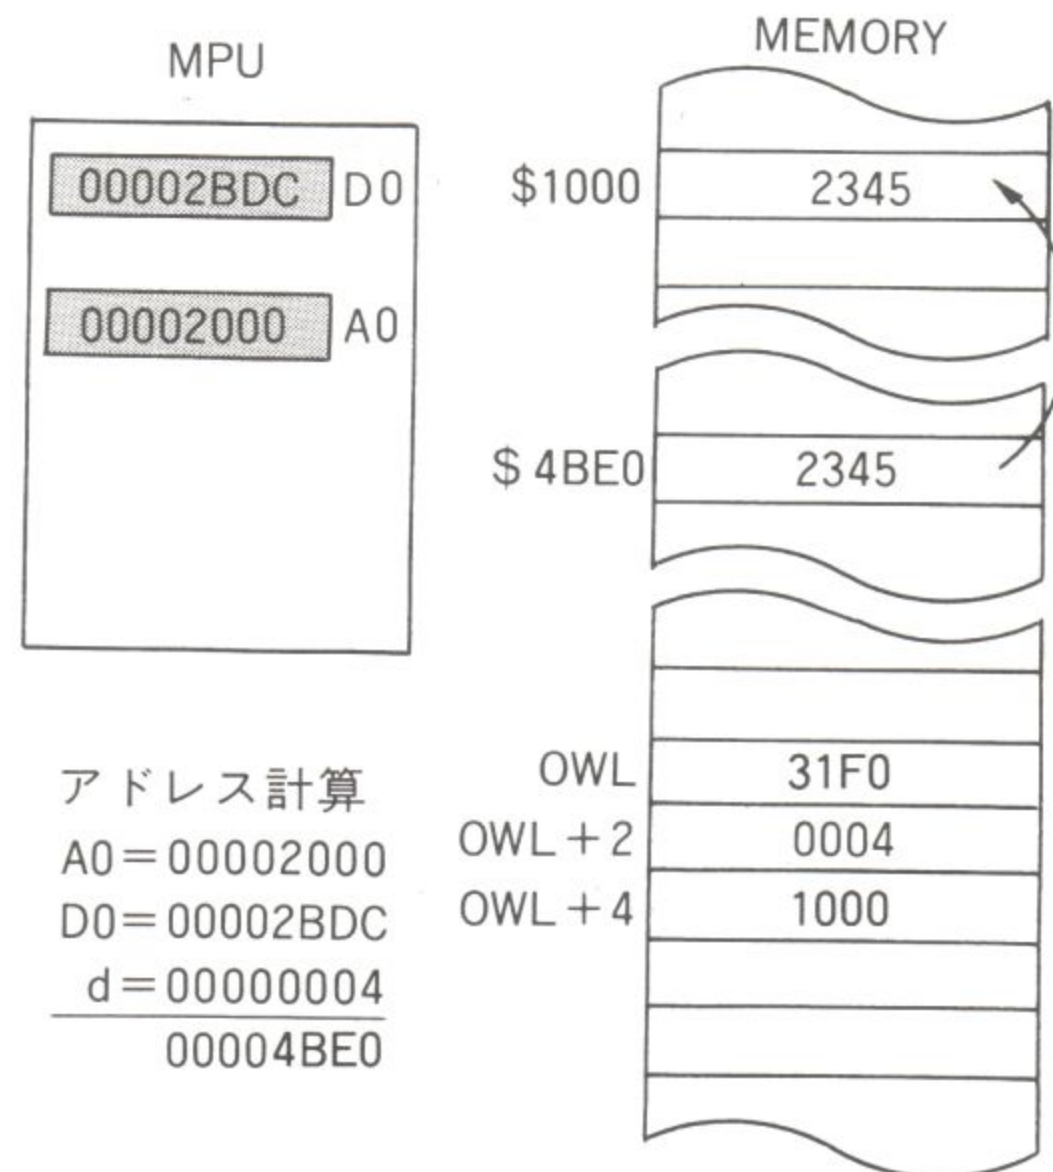 MPU
00002BDC D0
00002000 A0
MEMORY
$1000 2345
$4BE0 2345
OWL 31F0
OWL+2 0004
OWL+4 1000
アドレス計算
A0=00002000
D0=00002BDC
d=00000004
00004BE0